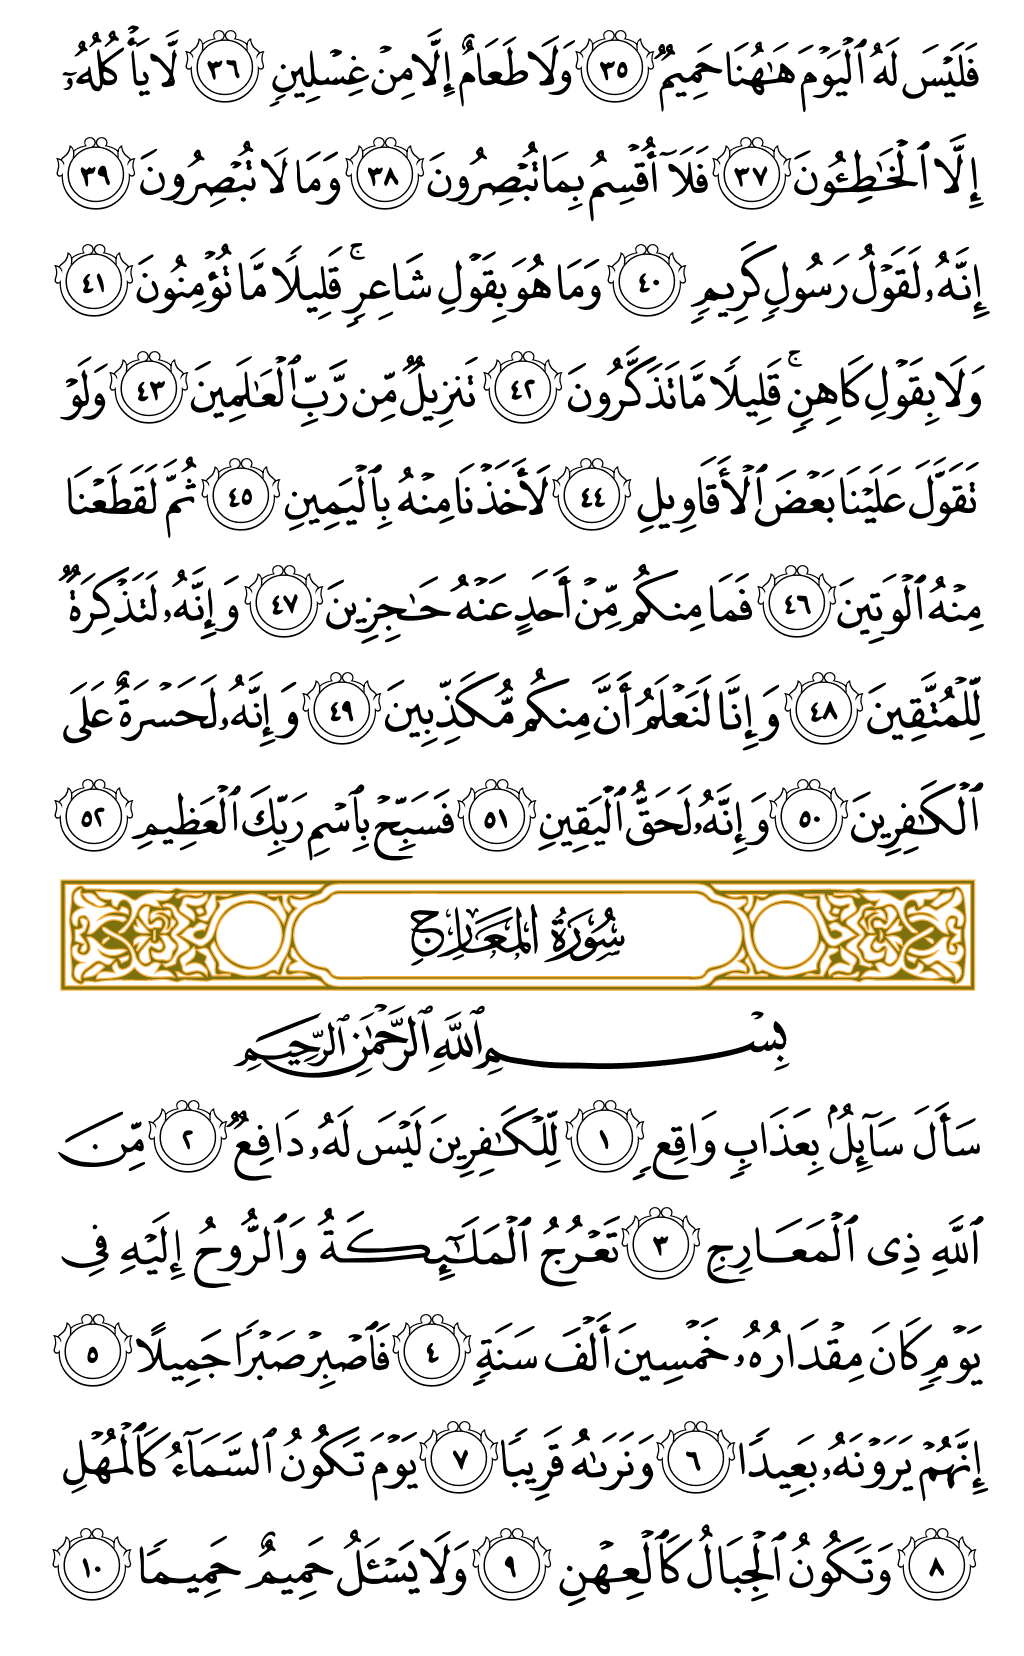 فَلَيْسَ لَهُ ٱلْيَوْمَ هَٰهُنَا حَمِيمٌ ٣٥ وَلَا طَعَامٌ إِلَّا مِنْ غِسْلِينٍ ٣٦ لَّا يَأْكُلُهُۥٓ
إِلَّا ٱلْخَٰطِـُٔونَ ٣٧ فَلَآ أُقْسِمُ بِمَا تُبْصِرُونَ ٣٨ وَمَا لَا تُبْصِرُونَ ٣٩
إِنَّهُۥ لَقَوْلُ رَسُولٍ كَرِيمٍ ٤٠ وَمَا هُوَ بِقَوْلِ شَاعِرٍ ۚ قَلِيلًا مَّا تُؤْمِنُونَ ٤١
وَلَا بِقَوْلِ كَاهِنٍ ۚ قَلِيلًا مَّا تَذَكَّرُونَ ٤٢ تَنزِيلٌ مِّن رَّبِّ ٱلْعَٰلَمِينَ ٤٣ وَلَوْ
تَقَوَّلَ عَلَيْنَا بَعْضَ ٱلْأَقَاوِيلِ ٤٤ لَأَخَذْنَا مِنْهُ بِٱلْيَمِينِ ٤٥ ثُمَّ لَقَطَعْنَا
مِنْهُ ٱلْوَتِينَ ٤٦ فَمَا مِنكُم مِّنْ أَحَدٍ عَنْهُ حَٰجِزِينَ ٤٧ وَإِنَّهُۥ لَتَذْكِرَةٌ
لِّلْمُتَّقِينَ ٤٨ وَإِنَّا لَنَعْلَمُ أَنَّ مِنكُم مُّكَذِّبِينَ ٤٩ وَإِنَّهُۥ لَحَسْرَةٌ عَلَى
ٱلْكَٰفِرِينَ ٥٠ وَإِنَّهُۥ لَحَقُّ ٱلْيَقِينِ ٥١ فَسَبِّحْ بِٱسْمِ رَبِّكَ ٱلْعَظِيمِ ٥٢
سُورَةُ المَعَارِجِ
بِسْمِ ٱللَّهِ ٱلرَّحْمَٰنِ ٱلرَّحِيمِ
سَأَلَ سَآئِلٌۢ بِعَذَابٍ وَاقِعٍ ١ لِّلْكَٰفِرِينَ لَيْسَ لَهُۥ دَافِعٌ ٢ مِّنَ
ٱللَّهِ ذِى ٱلْمَعَارِجِ ٣ تَعْرُجُ ٱلْمَلَٰٓئِكَةُ وَٱلرُّوحُ إِلَيْهِ فِى
يَوْمٍ كَانَ مِقْدَارُهُۥ خَمْسِينَ أَلْفَ سَنَةٍ ٤ فَٱصْبِرْ صَبْرًا جَمِيلًا ٥
إِنَّهُمْ يَرَوْنَهُۥ بَعِيدًا ٦ وَنَرَىٰهُ قَرِيبًا ٧ يَوْمَ تَكُونُ ٱلسَّمَآءُ كَٱلْمُهْلِ
٨ وَتَكُونُ ٱلْجِبَالُ كَٱلْعِهْنِ ٩ وَلَا يَسْـَٔلُ حَمِيمٌ حَمِيمًا ١٠